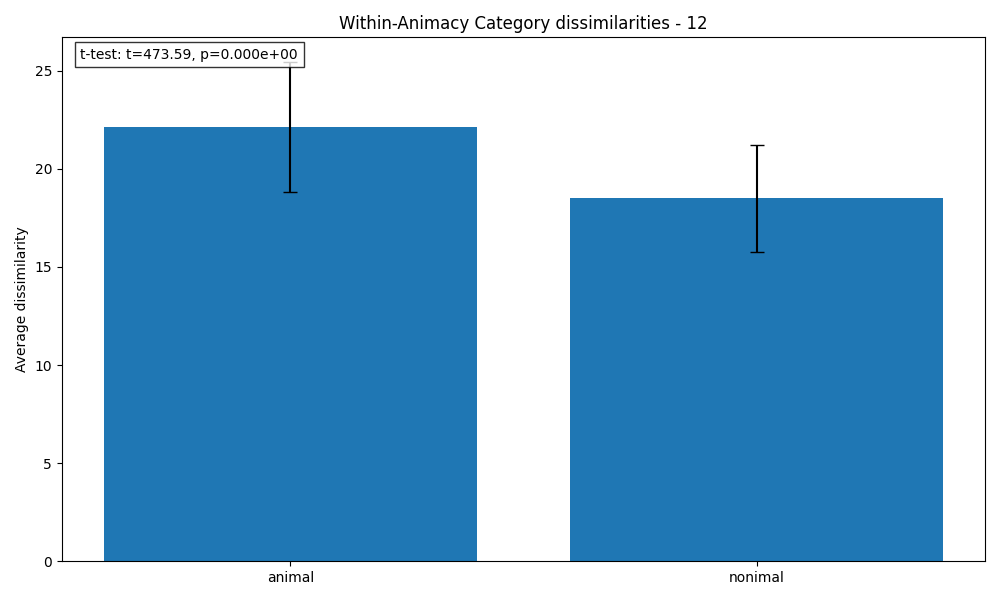 Within-Animacy Category dissimilarities - 12
t-test: t=473.59, p=0.000e+00
25
20
15
10
5
0
Average dissimilarity
animal
nonimal